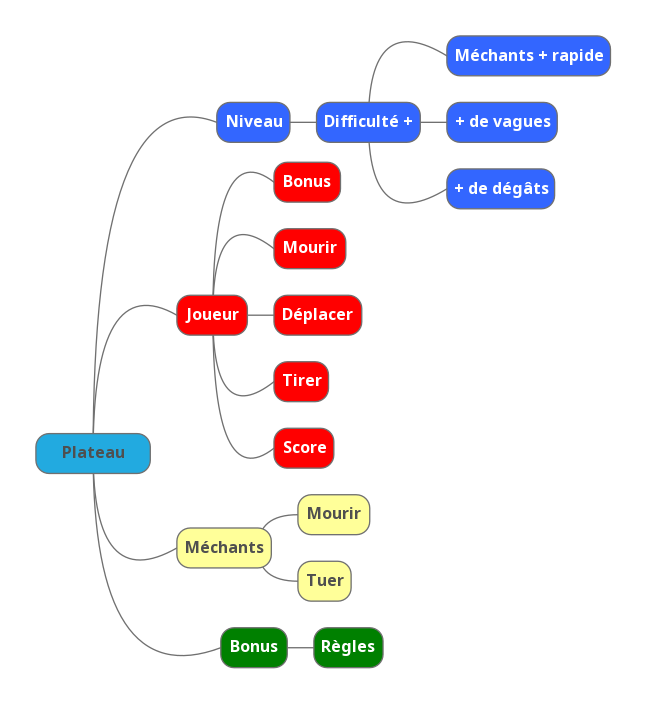 Méchants + rapide
Niveau
Difficulté +
+ de vagues
+ de dégâts
Bonus
Mourir
Joueur
Déplacer
Tirer
Score
Plateau
Méchants
Mourir
Tuer
Bonus
Règles